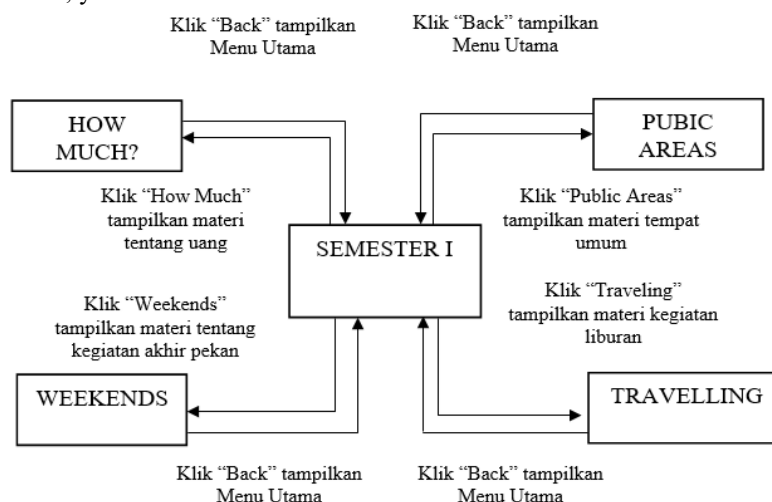 Klik “Back” tampilkan
Menu Utama
Klik “Back” tampilkan
Menu Utama
HOW
MUCH?
PUBIC
AREAS
Klik “How Much”
tampilkan materi
tentang uang
Klik “Public Areas”
tampilkan materi tempat
umum
SEMESTER I
Klik “Weekends”
tampilkan materi tentang
kegiatan akhir pekan
Klik “Traveling”
tampilkan materi kegiatan
liburan
WEEKENDS
TRAVELLING
Klik “Back” tampilkan
Menu Utama
Klik “Back” tampilkan
Menu Utama